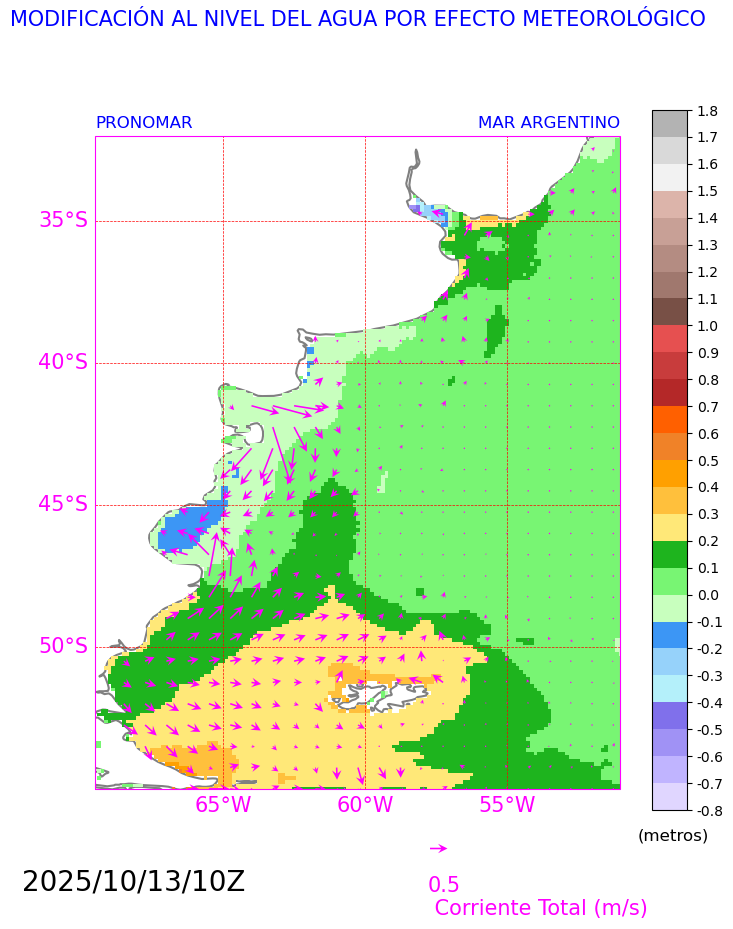 MODIFICACIÓN AL NIVEL DEL AGUA POR EFECTO METEOROLÓGICO
PRONOMAR
MAR ARGENTINO
35°S
40°S
45°S
50°S
65°W
60°W
55°W
1.8
1.7
1.6
1.5
1.4
1.3
1.2
1.1
1.0
0.9
0.8
0.7
0.6
0.5
0.4
0.3
0.2
0.1
0.0
-0.1
-0.2
-0.3
-0.4
-0.5
-0.6
-0.7
-0.8
(metros)
2025/10/13/10Z
0.5
Corriente Total (m/s)